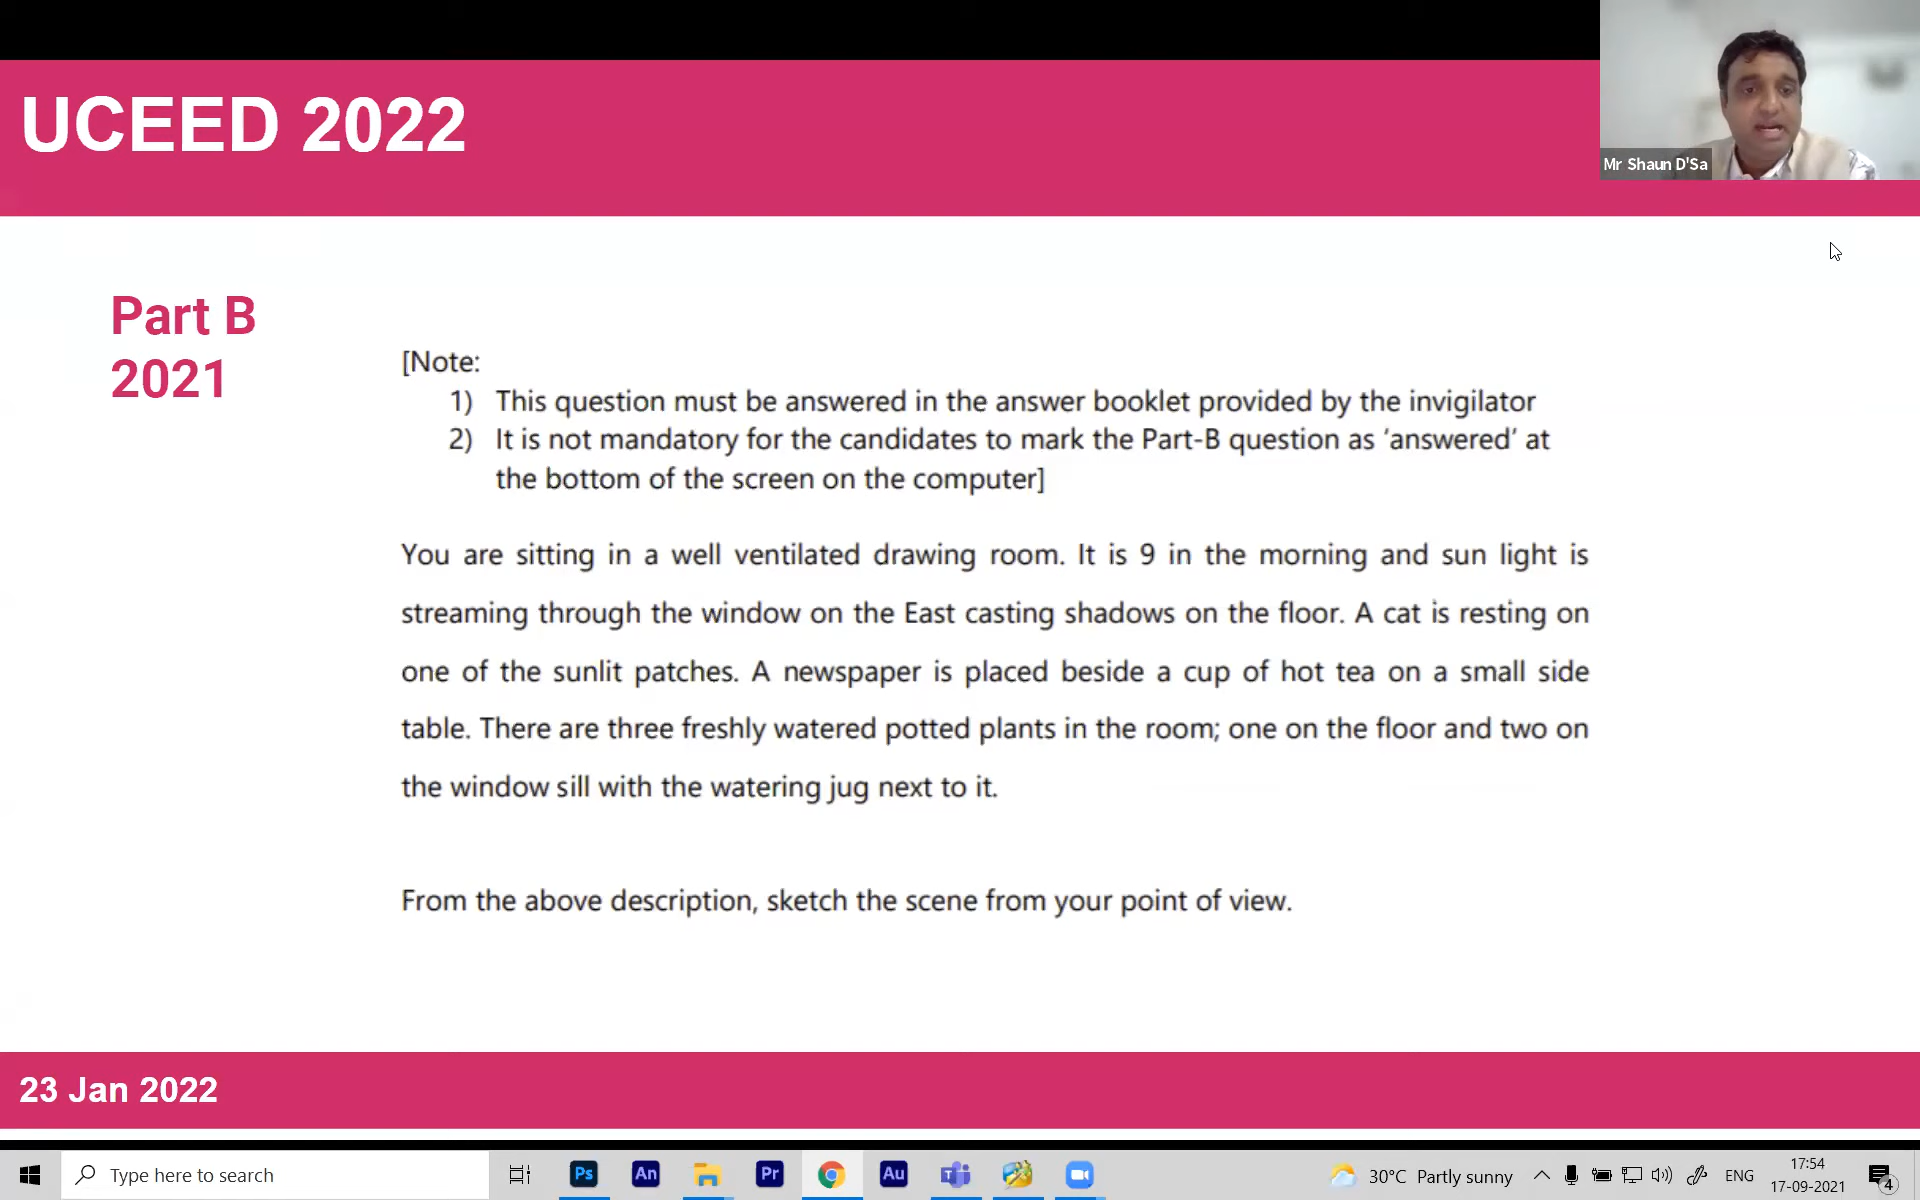 UCEED 2022
Mr Shaun D'Sa
Part B
2021
[Note:
1) This question must be answered in the answer booklet provided by the invigilator
2) It is not mandatory for the candidates to mark the Part-B question as ‘answered’ at
the bottom of the screen on the computer]
You are sitting in a well ventilated drawing room. It is 9 in the morning and sun light is
streaming through the window on the East casting shadows on the floor. A cat is resting on
one of the sunlit patches. A newspaper is placed beside a cup of hot tea on a small side
table. There are three freshly watered potted plants in the room; one on the floor and two on
the window sill with the watering jug next to it.
From the above description, sketch the scene from your point of view.
23 Jan 2022
Type here to search
Ps
An
Pr
Au
T
30°C Partly sunny
ENG
17:54
17-09-2021
4